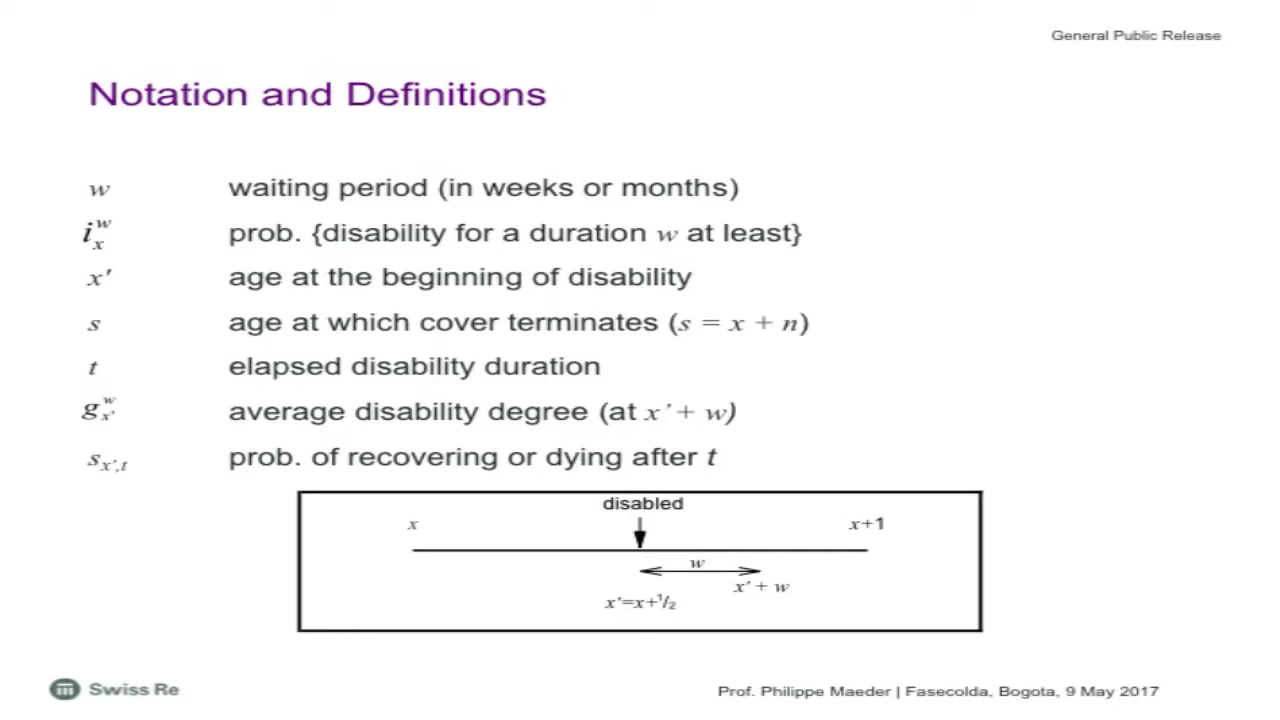 General Public Release
Notation and Definitions
w waiting period (in weeks or months)
i_x^w prob. {disability for a duration w at least}
x' age at the beginning of disability
s age at which cover terminates (s = x + n)
t elapsed disability duration
g_x'^w average disability degree (at x’+ w)
s_x',t prob. of recovering or dying after t
disabled
x x+1
w
x'+ w
x'=x+1/2
Swiss Re
Prof. Philippe Maeder | Fasecolda, Bogota, 9 May 2017